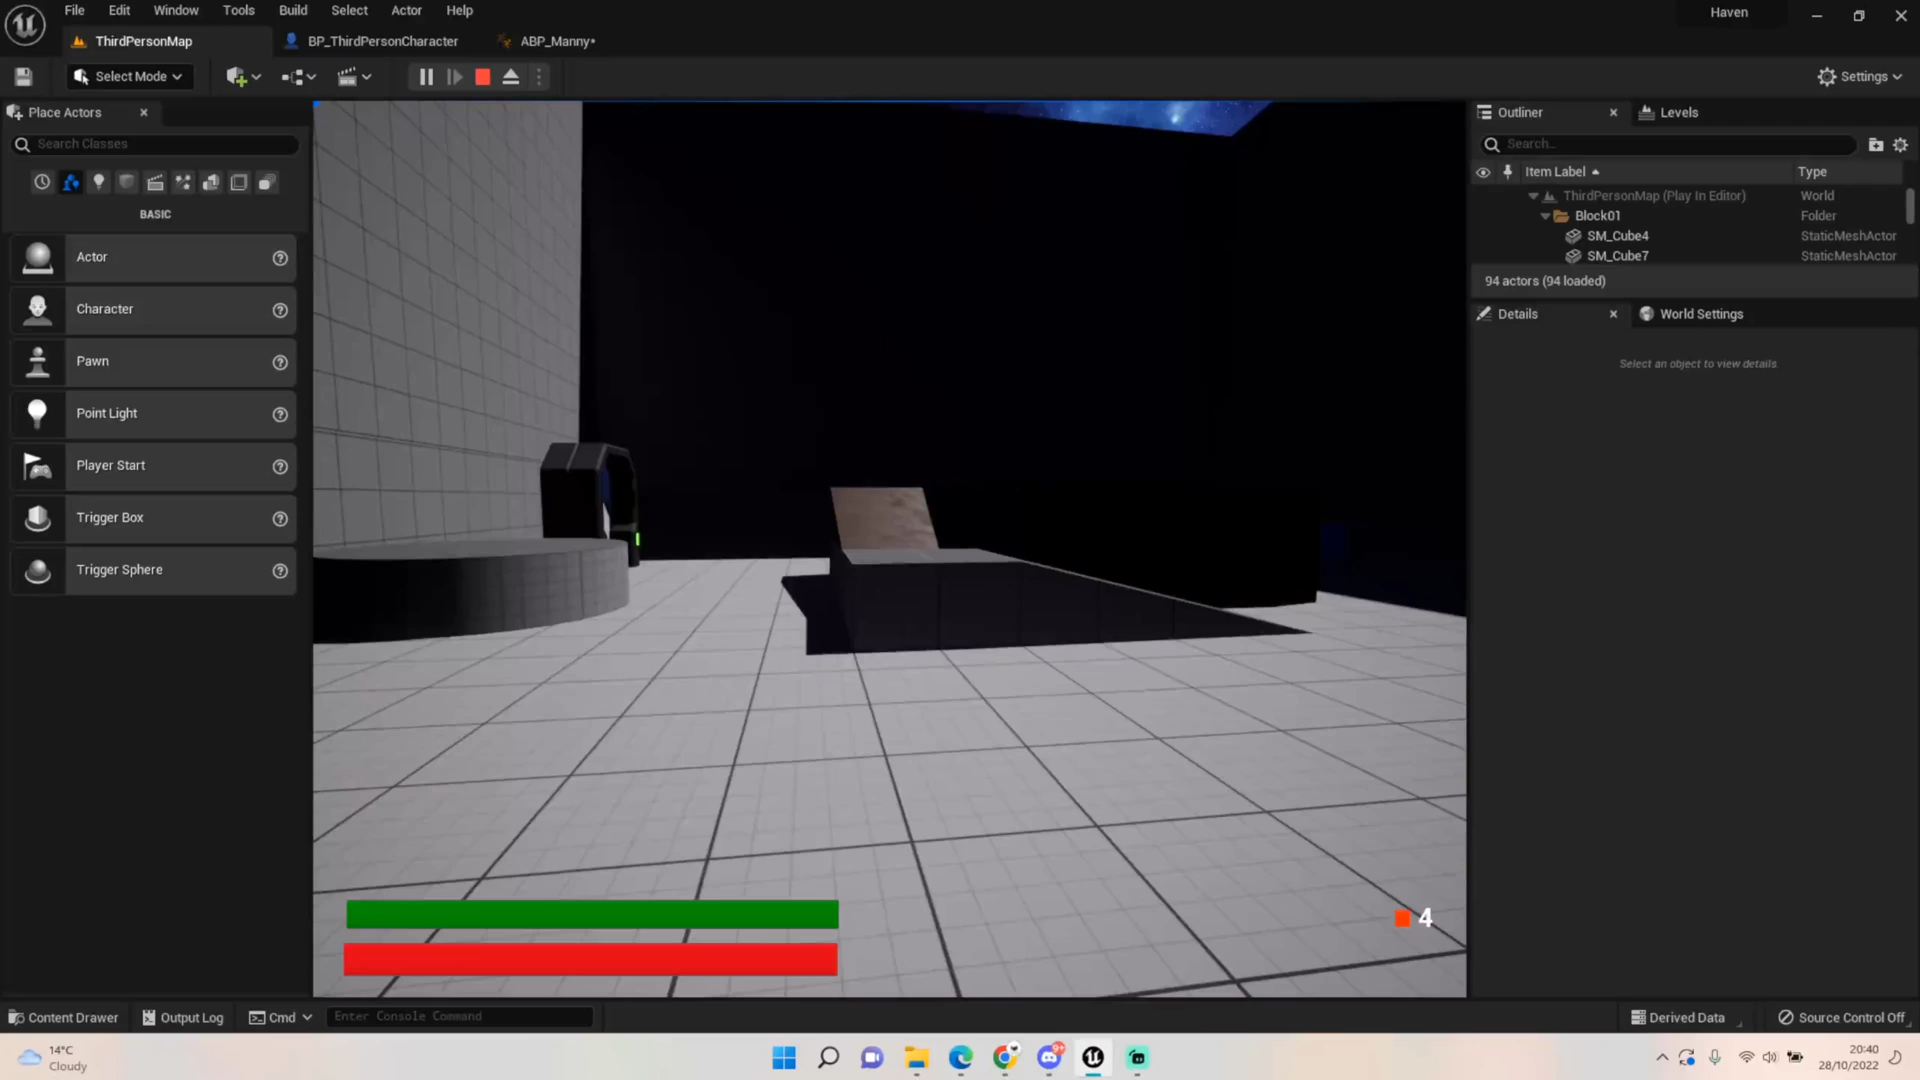 File Edit Window Tools Build Select Actor Help
Haven
ThirdPersonMap
BP_ThirdPersonCharacter
ABP_Manny*
Select Mode
Settings
Place Actors
Search Classes
BASIC
Actor
Character
Pawn
Point Light
Player Start
Trigger Box
Trigger Sphere
Outliner
Levels
Search...
Item Label
Type
ThirdPersonMap (Play In Editor)
World
Block01
Folder
SM_Cube4
StaticMeshActor
SM_Cube7
StaticMeshActor
94 actors (94 loaded)
Details
World Settings
Select an object to view details
4
Content Drawer
Output Log
Cmd
Enter Console Command
Derived Data
Source Control Off
14°C
Cloudy
9+
20:40
28/10/2022